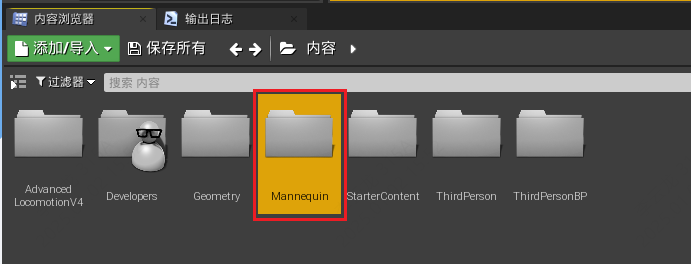 内容浏览器
输出日志
添加/导入
保存所有
内容
过滤器
搜索 内容
Advanced
LocomotionV4
Developers
Geometry
Mannequin
StarterContent
ThirdPerson
ThirdPersonBP